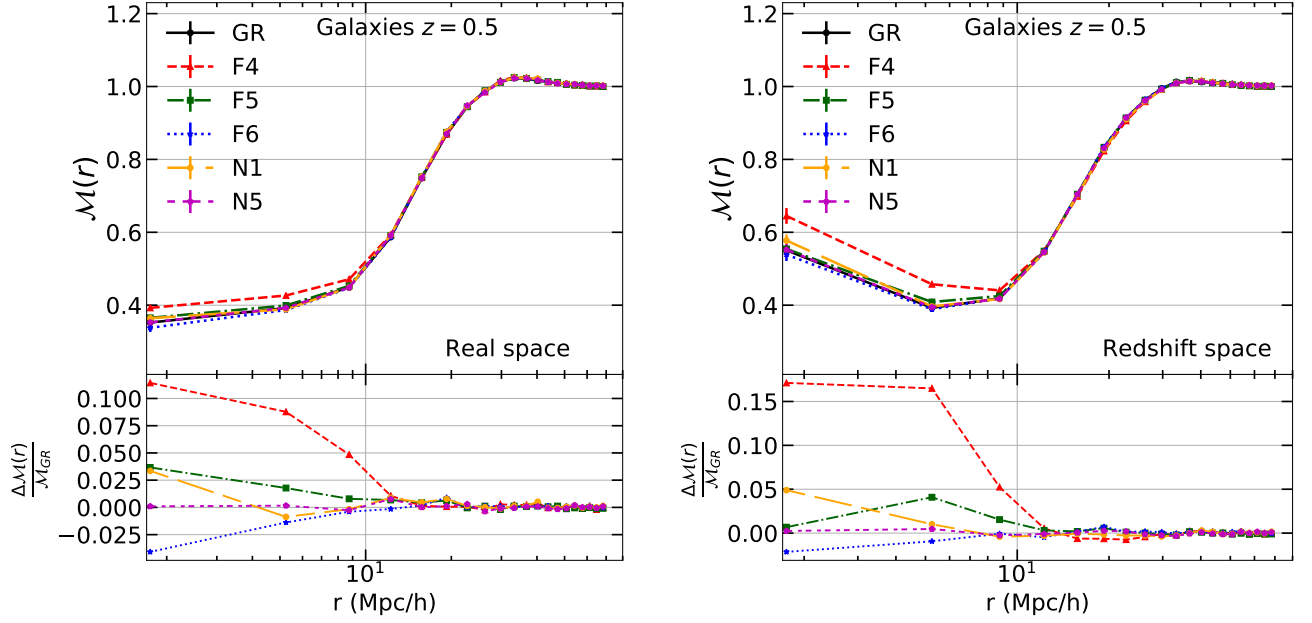 Galaxies z = 0.5
GR
F4
F5
F6
N1
N5
1.2
1.0
0.8
0.6
0.4
ℳ(r)
Real space
0.100
0.075
0.050
0.025
0.000
−0.025
Δℳ(r)
ℳGR
10¹
r (Mpc/h)
Galaxies z = 0.5
GR
F4
F5
F6
N1
N5
1.2
1.0
0.8
0.6
0.4
ℳ(r)
Redshift space
0.15
0.10
0.05
0.00
Δℳ(r)
ℳGR
10¹
r (Mpc/h)